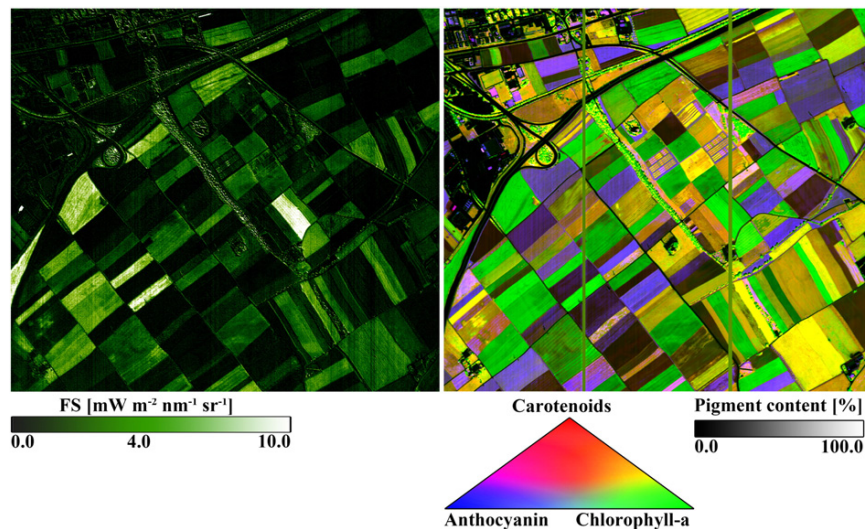 FS [mW m⁻² nm⁻¹ sr⁻¹]
0.0 4.0 10.0
Carotenoids
Anthocyanin Chlorophyll-a
Pigment content [%]
0.0 100.0